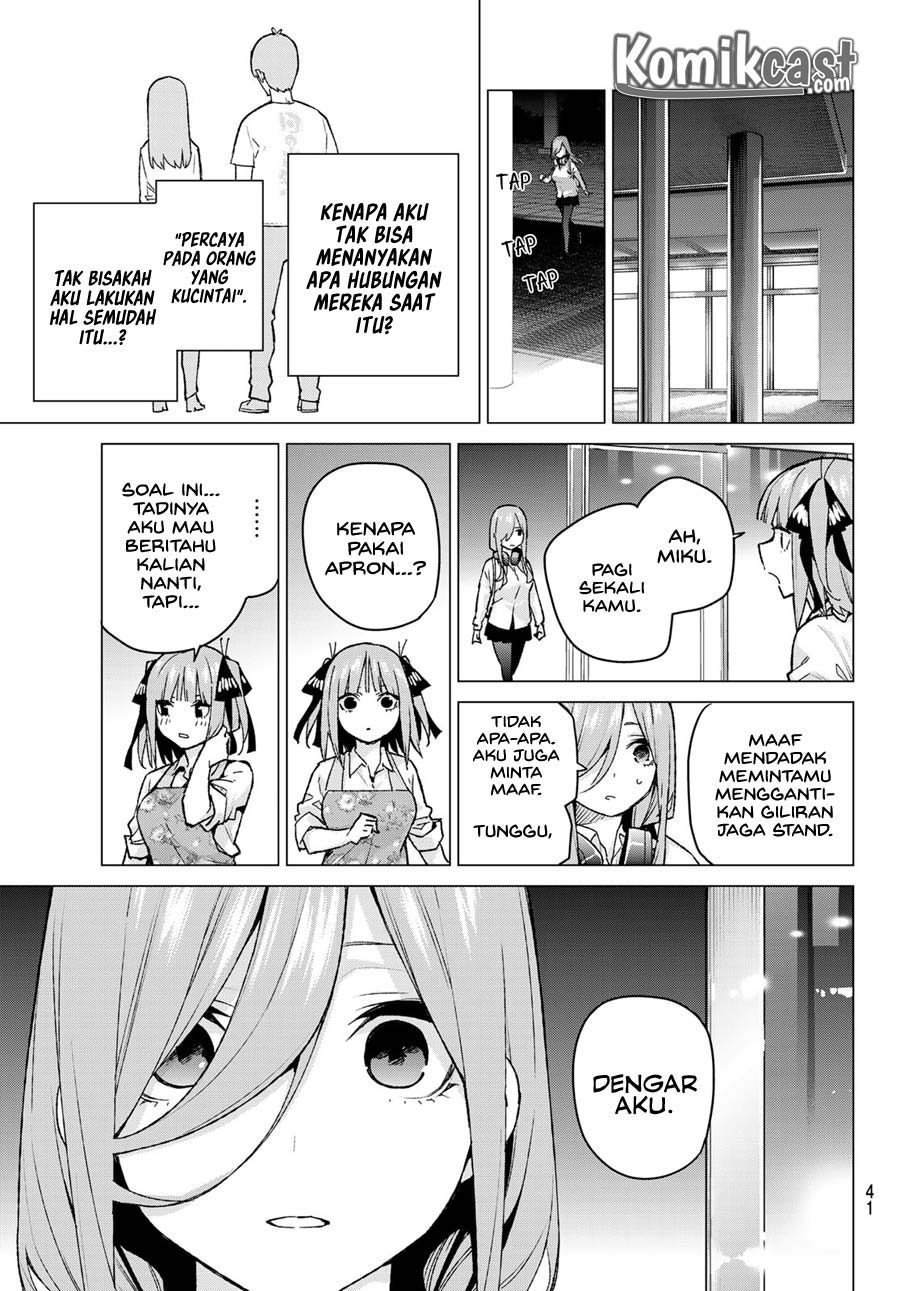 Komikcast
.com
TAP
TAP
TAP
KENAPA AKU
TAK BISA
MENANYAKAN
APA HUBUNGAN
MEREKA SAAT
ITU?
"PERCAYA
PADA ORANG
YANG
KUCINTAI".
TAK BISAKAH
AKU LAKUKAN
HAL SEMUDAH
ITU...?
AH,
MIKU.
PAGI
SEKALI
KAMU.
KENAPA
PAKAI
APRON...?
SOAL INI...
TADINYA
AKU MAU
BERITAHU
KALIAN
NANTI,
TAPI...
MAAF
MENDADAK
MEMINTAMU
MENGGANTI-
KAN GILIRAN
JAGA STAND.
TIDAK
APA-APA.
AKU JUGA
MINTA
MAAF.
TUNGGU,
DENGAR
AKU.
41